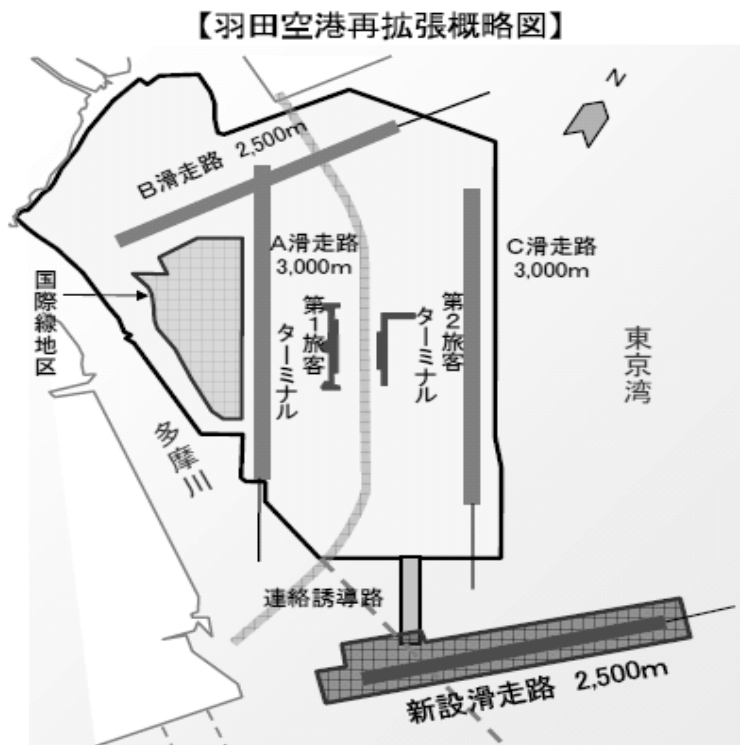 【羽田空港再拡張概略図】
N
B滑走路 2,500m
A滑走路
3,000m
C滑走路
3,000m
国際線地区
第1旅客
ターミナル
第2旅客
ターミナル
東京湾
多摩川
連絡誘導路
新設滑走路 2,500m